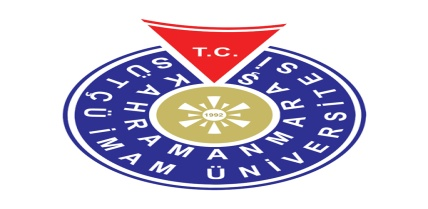 T.C.
KAHRAMANMARAŞ
SÜTÇÜ İMAM ÜNİVERSİTESİ
1992